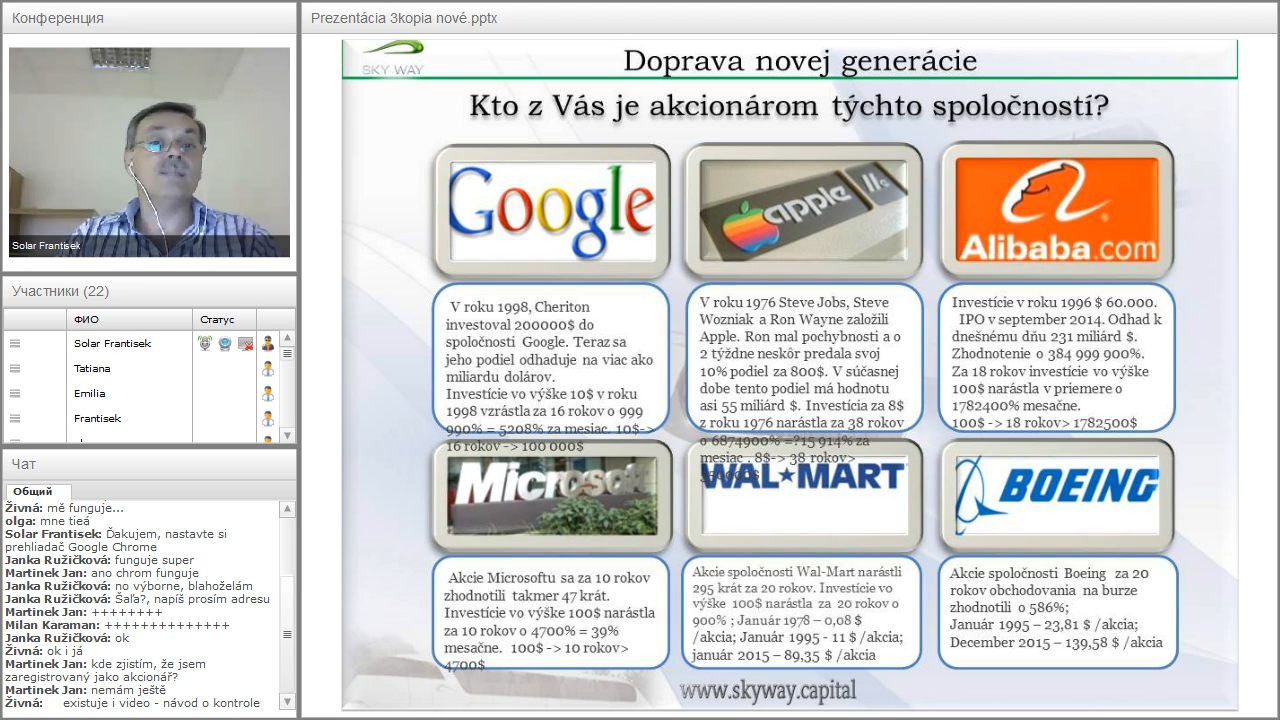 Конференция
Solar Frantisek
Участники (22)
ФИО
Статус
Solar Frantisek
Tatiana
Emilia
Frantisek
Чат
Общий
Živná: mě funguje...
olga: mne tieá
Solar Frantisek: Ďakujem, nastavte si
prehliadač Google Chrome
Janka Ružičková: funguje super
Martinek Jan: ano chrom funguje
Janka Ružičková: no výborne, blahoželám
Janka Ružičková: Šaľa?, napíš prosím adresu
Martinek Jan: ++++++++
Milan Karaman: ++++++++++++++
Janka Ružičková: ok
Živná: ok i já
Martinek Jan: kde zjistím, že jsem
zaregistrovaný jako akcionář?
Martinek Jan: nemám ještě
Živná: existuje i video - návod o kontrole
Prezentácia 3kopia nové.pptx
SKY WAY
Doprava novej generácie
Kto z Vás je akcionárom týchto spoločností?
Google
apple
Alibaba.com
V roku 1998, Cheriton
investoval 200000$ do
spoločnosti Google. Teraz sa
jeho podiel odhaduje na viac ako
miliardu dolárov.
Investície vo výške 10$ v roku
1998 vzrástla za 16 rokov o 999
990% = 5208% za mesiac. 10$->
16 rokov -> 100 000$
V roku 1976 Steve Jobs, Steve
Wozniak a Ron Wayne založili
Apple. Ron mal pochybnosti a o
2 týždne neskôr predala svoj
10% podiel za 800$. V súčasnej
dobe tento podiel má hodnotu
asi 55 miliárd $. Investícia za 8$
z roku 1976 narástla za 38 rokov
o 6874900% =?15 914% za
mesiac . 8$-> 38 rokov>
Investície v roku 1996 $ 60.000.
IPO v september 2014. Odhad k
dnešnému dňu 231 miliárd $.
Zhodnotenie o 384 999 900%.
Za 18 rokov investície vo výške
100$ narástla v priemere o
1782400% mesačne.
100$ -> 18 rokov> 1782500$
Microsoft
WAL★MART
BOEING
Akcie Microsoftu sa za 10 rokov
zhodnotili takmer 47 krát.
Investície vo výške 100$ narástla
za 10 rokov o 4700% = 39%
mesačne. 100$ -> 10 rokov>
4700$
Akcie spoločnosti Wal-Mart narástli
295 krát za 20 rokov. Investície vo
výške 100$ narástla za 20 rokov o
900% ; Január 1978 – 0,08 $
/akcia; Január 1995 - 11 $ /akcia;
január 2015 – 89,35 $ /akcia
Akcie spoločnosti Boeing za 20
rokov obchodovania na burze
zhodnotili o 586%;
Január 1995 – 23,81 $ /akcia;
December 2015 – 139,58 $ /akcia
www.skyway.capital